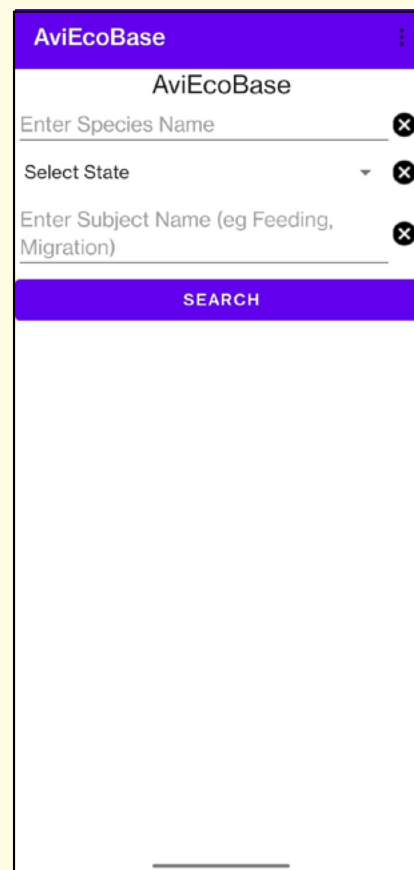 AviEcoBase
AviEcoBase
Enter Species Name
Select State
Enter Subject Name (eg Feeding,
Migration)
SEARCH